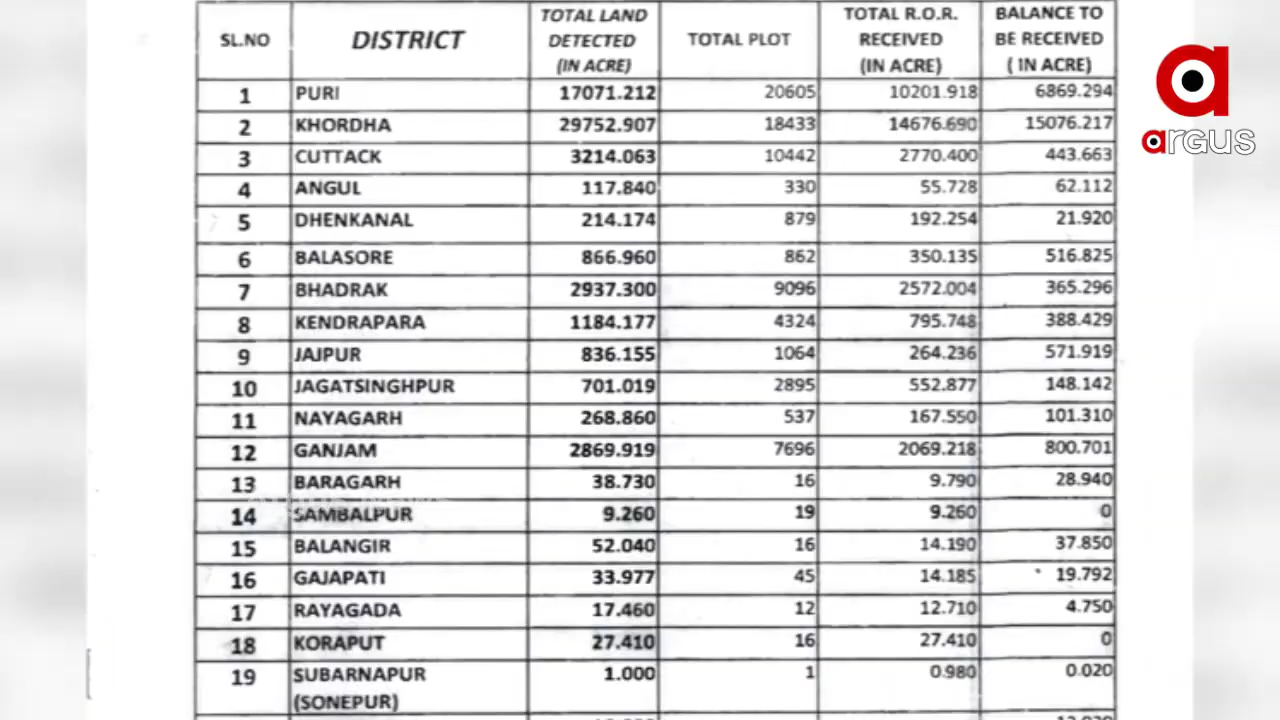 SL.NO DISTRICT TOTAL LAND DETECTED (IN ACRE) TOTAL PLOT TOTAL R.O.R. RECEIVED (IN ACRE) BALANCE TO BE RECEIVED ( IN ACRE)
1 PURI 17071.212 20605 10201.918 6869.294
2 KHORDHA 29752.907 18433 14676.690 15076.217
3 CUTTACK 3214.063 10442 2770.400 443.663
4 ANGUL 117.840 330 55.728 62.112
5 DHENKANAL 214.174 879 192.254 21.920
6 BALASORE 866.960 862 350.135 516.825
7 BHADRAK 2937.300 9096 2572.004 365.296
8 KENDRAPARA 1184.177 4324 795.748 388.429
9 JAJPUR 836.155 1064 264.236 571.919
10 JAGATSINGHPUR 701.019 2895 552.877 148.142
11 NAYAGARH 268.860 537 167.550 101.310
12 GANJAM 2869.919 7696 2069.218 800.701
13 BARAGARH 38.730 16 9.790 28.940
14 SAMBALPUR 9.260 19 9.260 0
15 BALANGIR 52.040 16 14.190 37.850
16 GAJAPATI 33.977 45 14.185 19.792
17 RAYAGADA 17.460 12 12.710 4.750
18 KORAPUT 27.410 16 27.410 0
19 SUBARNAPUR (SONEPUR) 1.000 1 0.980 0.020
argus